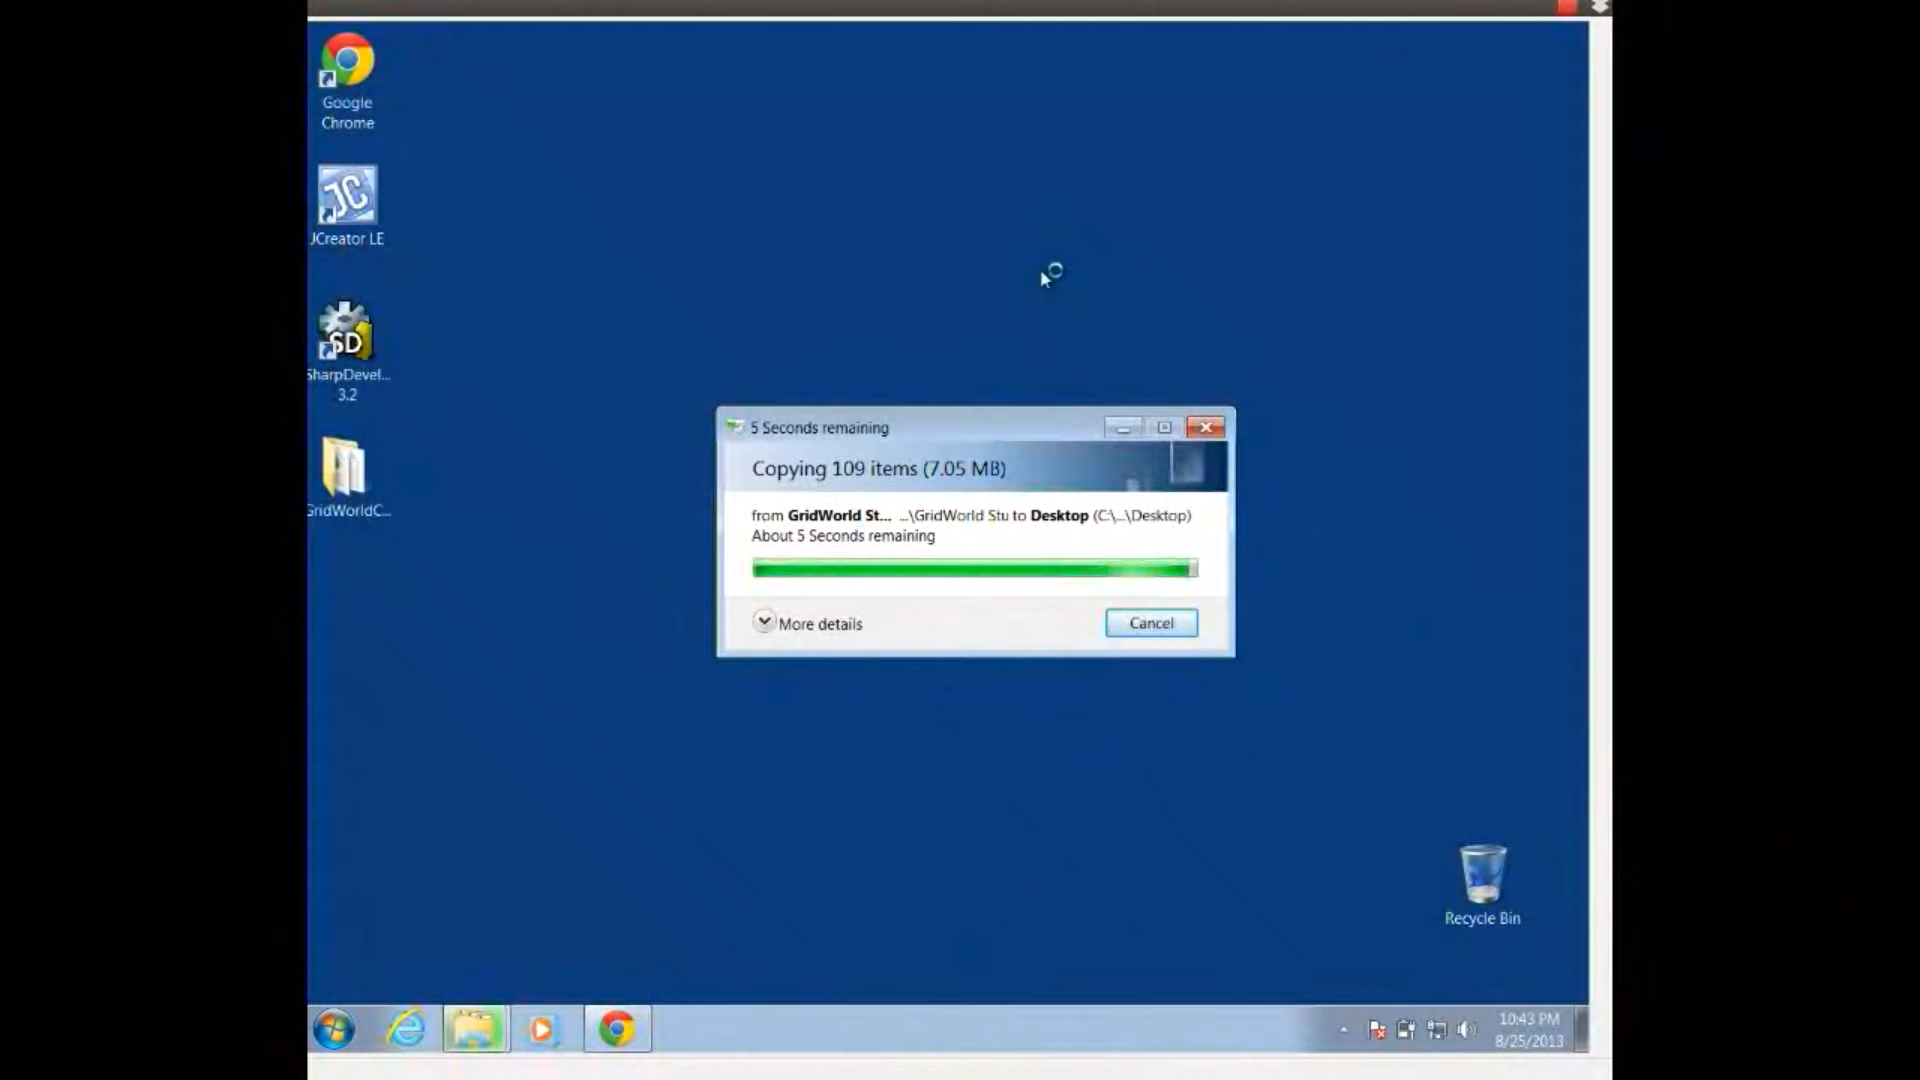 Google
Chrome
JC
JCreator LE
SD
SharpDevel...
3.2
GridWorldC...
5 Seconds remaining
Copying 109 items (7.05 MB)
from GridWorld St... ...\GridWorld Stu to Desktop (C:\...\Desktop)
About 5 Seconds remaining
More details
Cancel
Recycle Bin
10:43 PM
8/25/2013